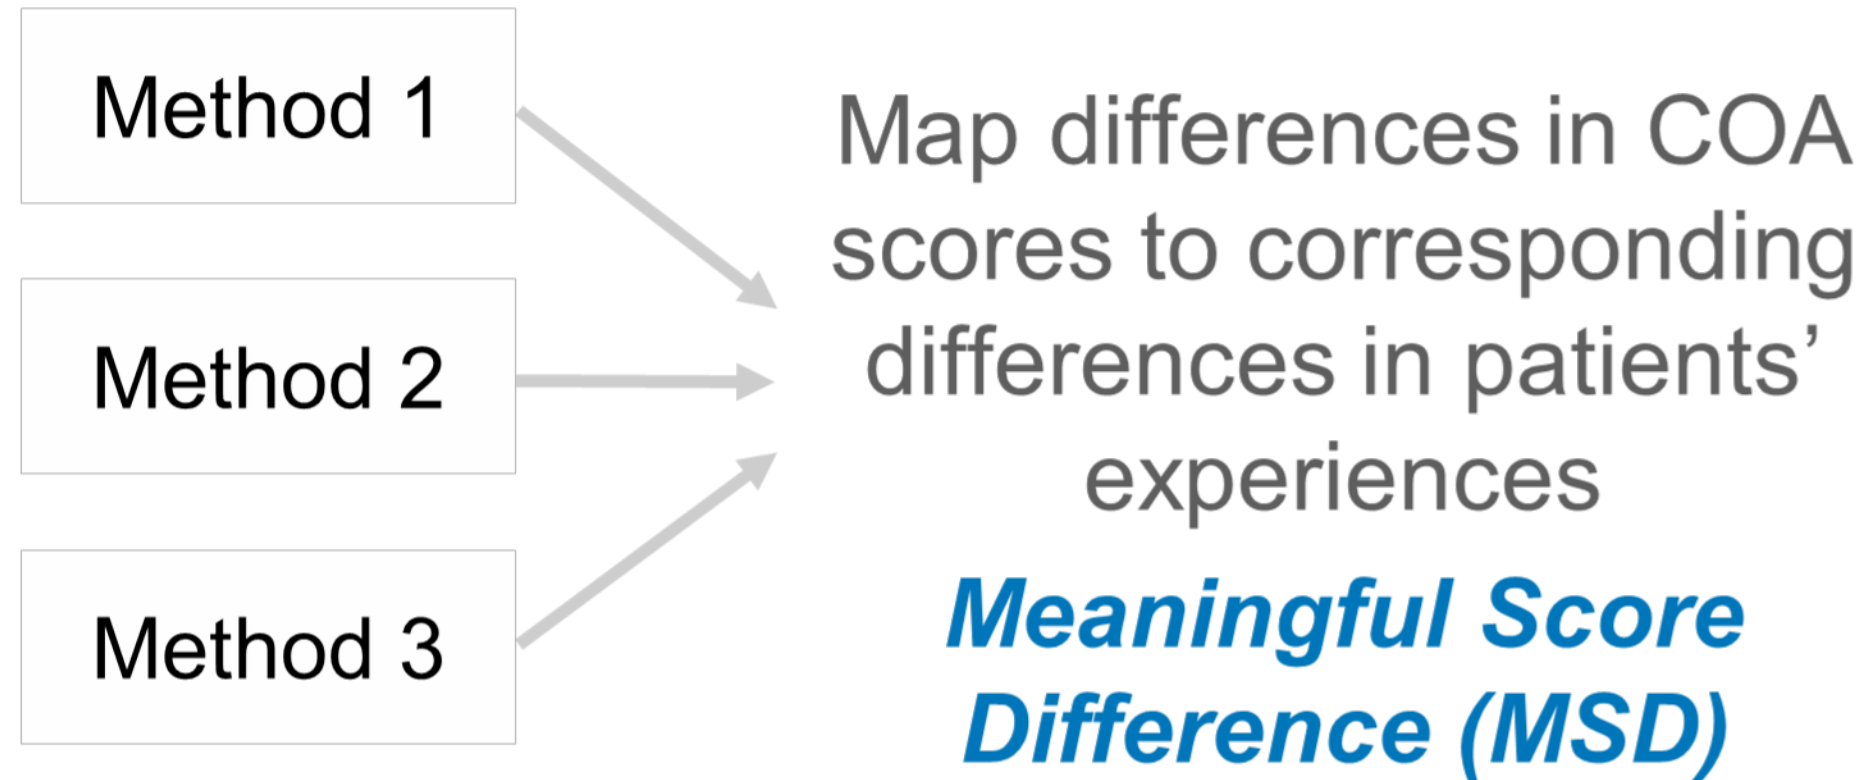 Method 1
Method 2
Method 3
Map differences in COA
scores to corresponding
differences in patients’
experiences
Meaningful Score
Difference (MSD)